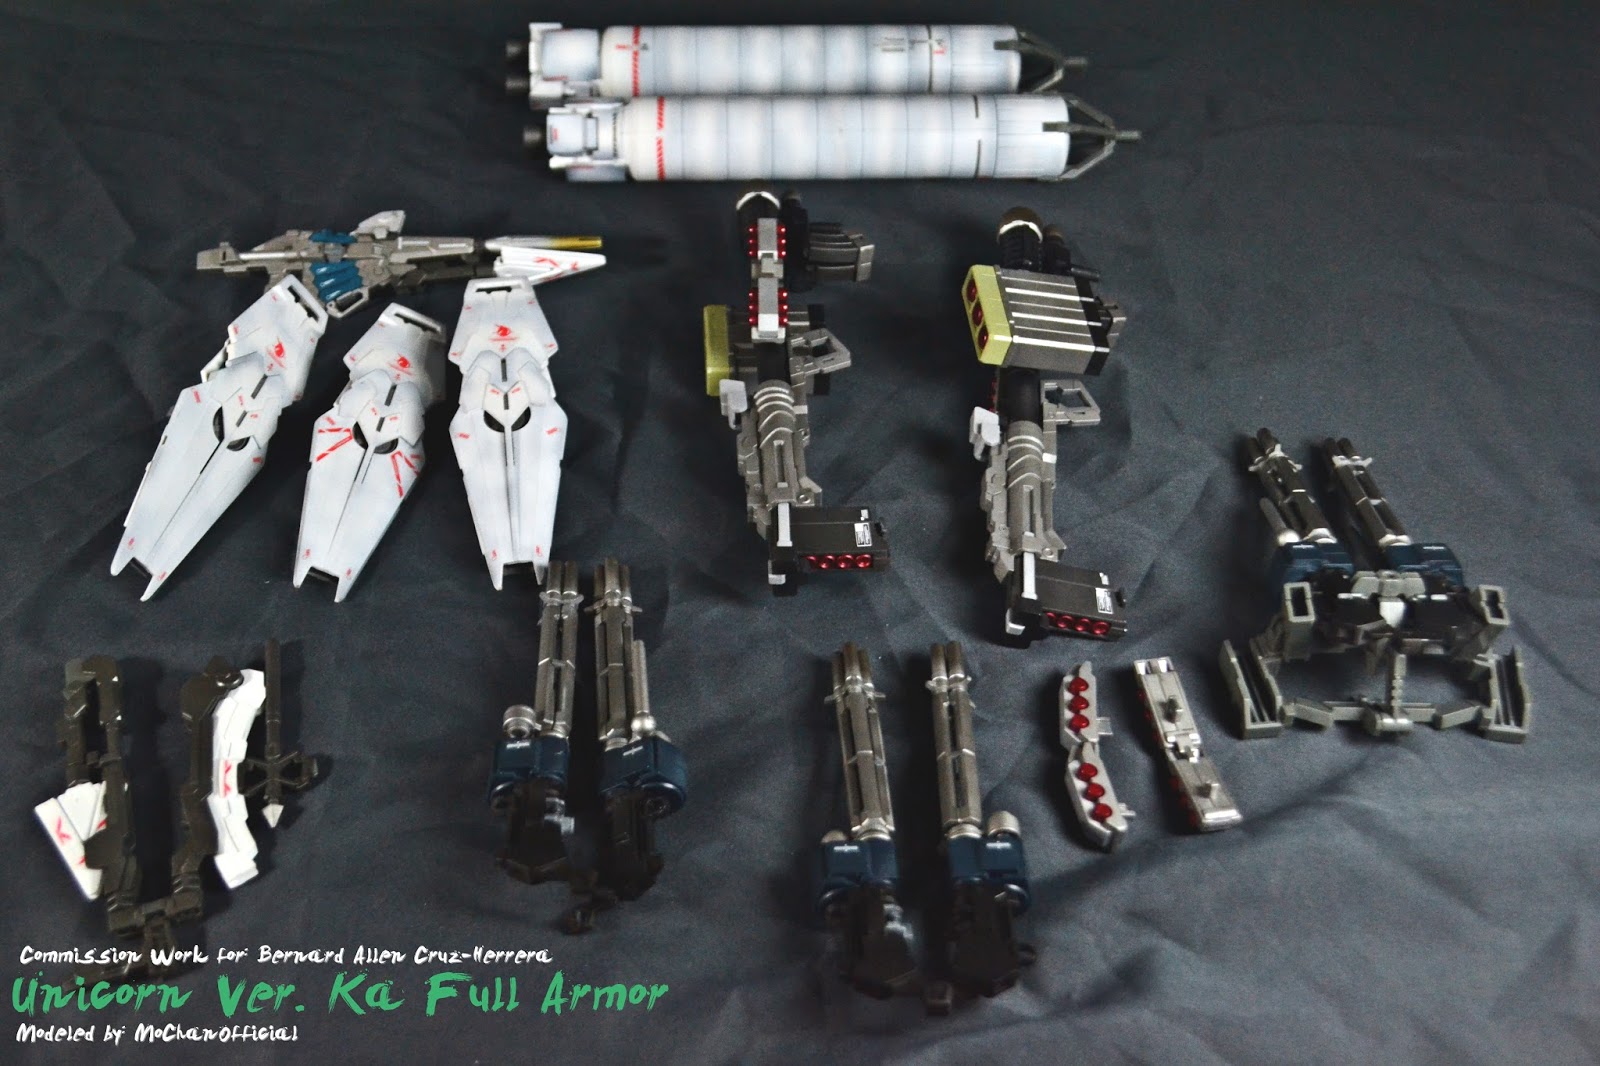 Commission Work for: Bernard Allen Cruz-Herrera
Unicorn Ver. Ka Full Armor
Modeled by: MoChanOfficial